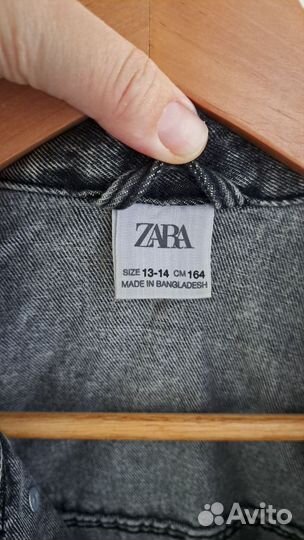 ZARA
SIZE 13-14 CM 164
MADE IN BANGLADESH
Avito